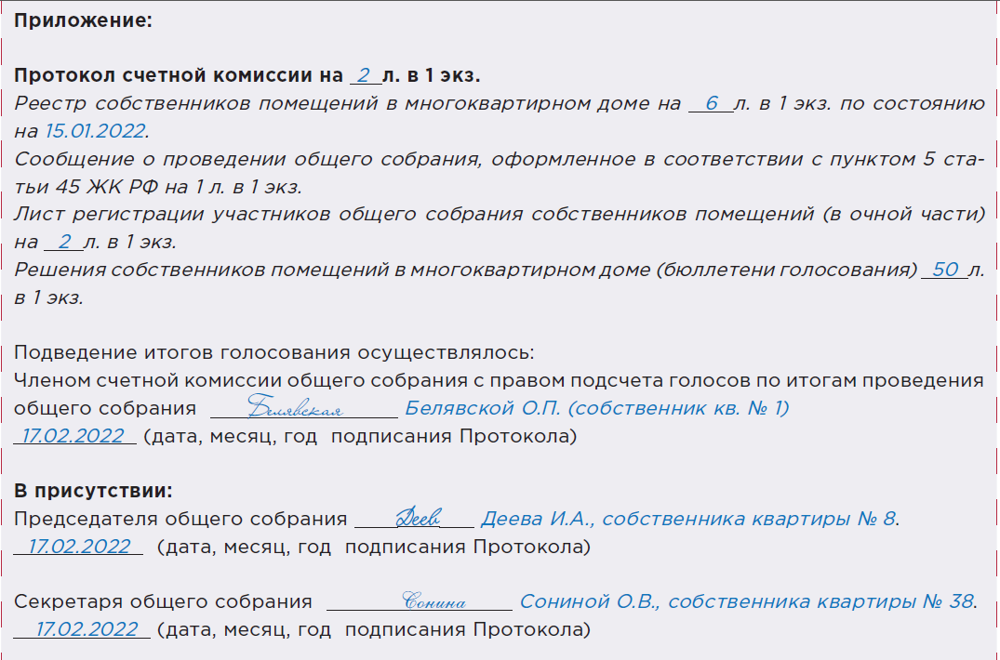 Приложение:
Протокол счетной комиссии на 2 л. в 1 экз.
Реестр собственников помещений в многоквартирном доме на 6 л. в 1 экз. по состоянию
на 15.01.2022.
Сообщение о проведении общего собрания, оформленное в соответствии с пунктом 5 ста-
тьи 45 ЖК РФ на 1 л. в 1 экз.
Лист регистрации участников общего собрания собственников помещений (в очной части)
на 2 л. в 1 экз.
Решения собственников помещений в многоквартирном доме (бюллетени голосования) 50 л.
в 1 экз.
Подведение итогов голосования осуществлялось:
Членом счетной комиссии общего собрания с правом подсчета голосов по итогам проведения
общего собрания Белявская Белявской О.П. (собственник кв. № 1)
17.02.2022 (дата, месяц, год подписания Протокола)
В присутствии:
Председателя общего собрания Деев Деева И.А., собственника квартиры № 8.
17.02.2022 (дата, месяц, год подписания Протокола)
Секретаря общего собрания Сонина Сониной О.В., собственника квартиры № 38.
17.02.2022 (дата, месяц, год подписания Протокола)